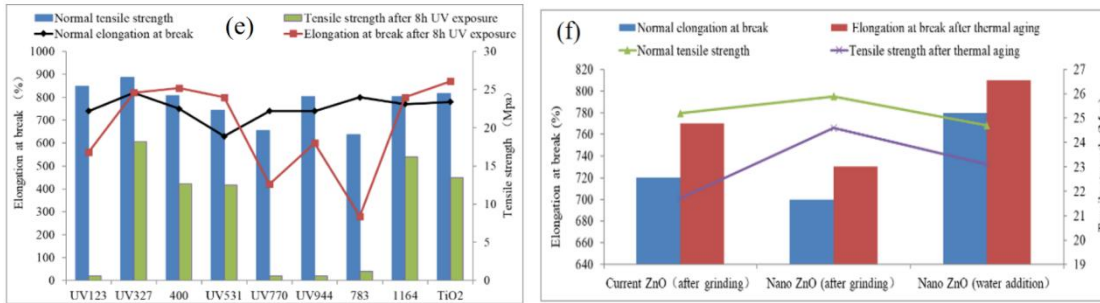 (e)
Normal tensile strength
Tensile strength after 8h UV exposure
Normal elongation at break
Elongation at break after 8h UV exposure
Elongation at break （%）
1000
900
800
700
600
500
400
300
200
100
0
30
25
20
15
10
5
0
Tensile strength （Mpa）
UV123 UV327 400 UV531 UV770 UV944 783 1164 TiO2
(f)
Normal elongation at break
Elongation at break after thermal aging
Normal tensile strength
Tensile strength after thermal aging
Elongation at break (%)
820
800
780
760
740
720
700
680
660
640
27
26
25
24
23
22
21
20
19
Current ZnO（after grinding） Nano ZnO (after grinding) Nano ZnO (water addition)